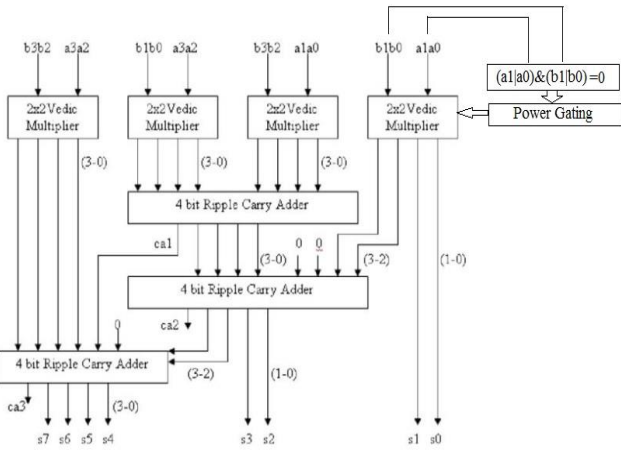 b3b2 a3a2 b1b0 a3a2 b3b2 a1a0 b1b0 a1a0
(a1|a0)&(b1|b0)=0
Power Gating
2x2 Vedic
Multiplier
2x2 Vedic
Multiplier
2x2 Vedic
Multiplier
2x2 Vedic
Multiplier
(3-0) (3-0) (3-0)
4 bit Ripple Carry Adder
ca1 (3-0) 0 0 (3-2) (1-0)
4 bit Ripple Carry Adder
ca2 0
4 bit Ripple Carry Adder
(3-2) (1-0)
ca3 (3-0)
s7 s6 s5 s4 s3 s2 s1 s0